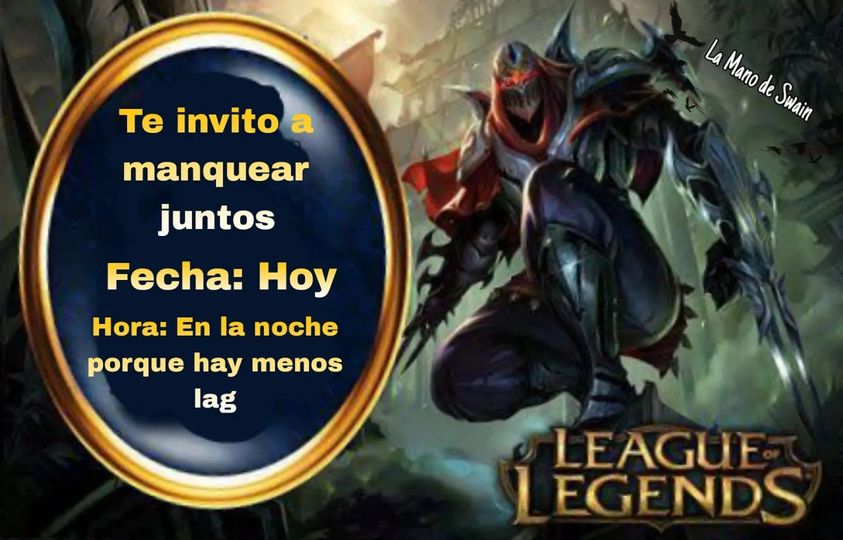 Te invito a
manquear
juntos
Fecha: Hoy
Hora: En la noche
porque hay menos
lag
La Mano de Swain
LEAGUE OF
LEGENDS